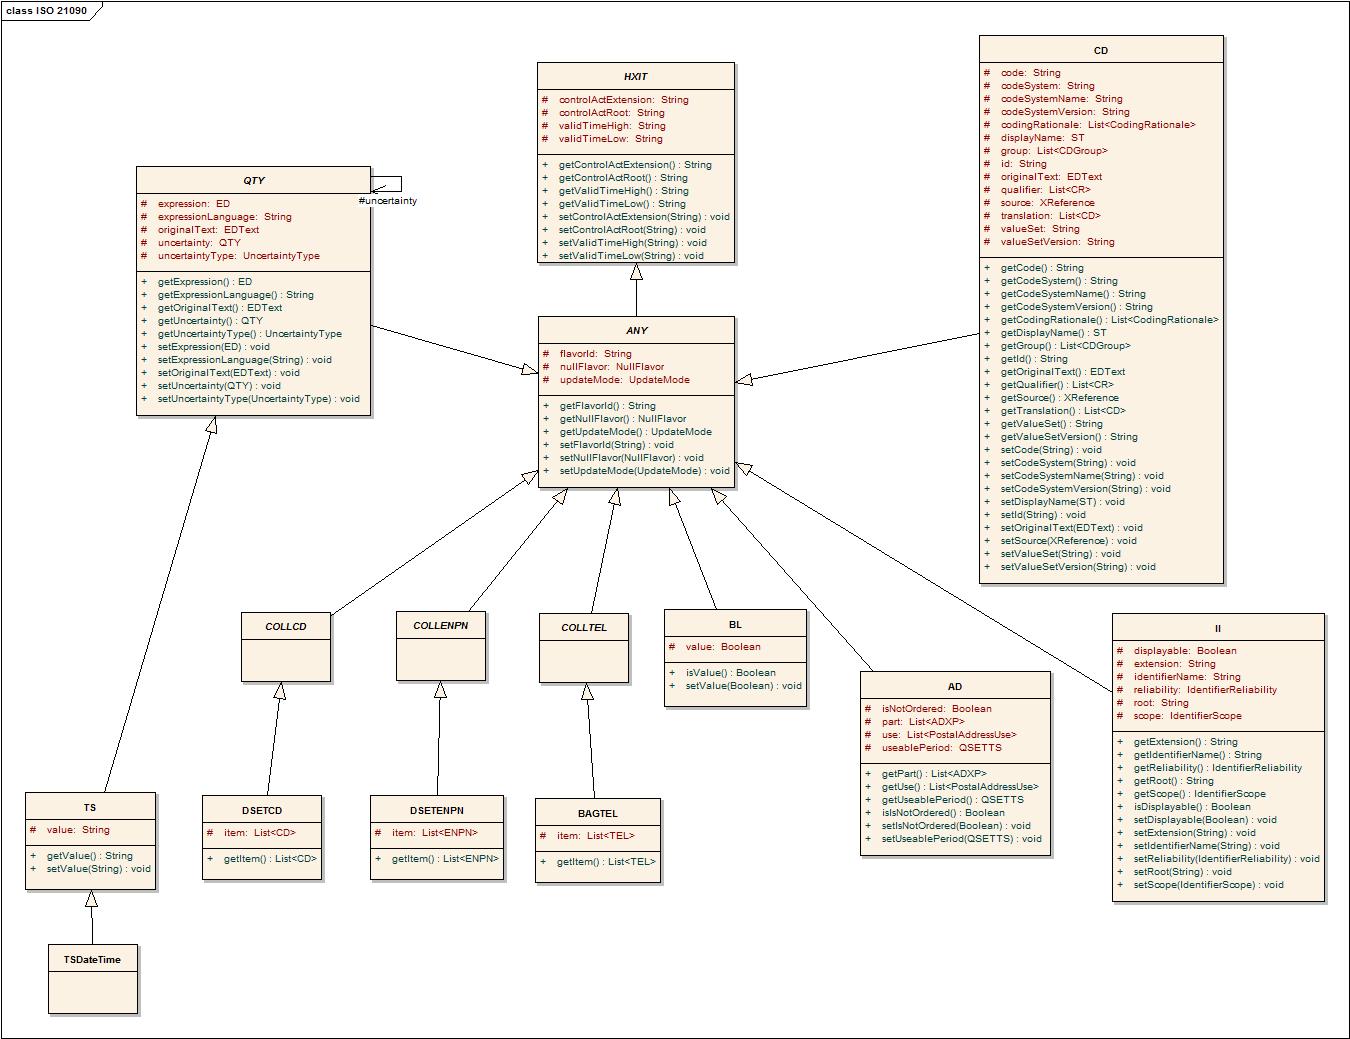 class ISO 21090
HXIT
# controlActExtension: String
# controlActRoot: String
# validTimeHigh: String
# validTimeLow: String
+ getControlActExtension() : String
+ getControlActRoot() : String
+ getValidTimeHigh() : String
+ getValidTimeLow() : String
+ setControlActExtension(String) : void
+ setControlActRoot(String) : void
+ setValidTimeHigh(String) : void
+ setValidTimeLow(String) : void
CD
# code: String
# codeSystem: String
# codeSystemName: String
# codeSystemVersion: String
# codingRationale: List<CodingRationale>
# displayName: ST
# group: List<CDGroup>
# id: String
# originalText: EDText
# qualifier: List<CR>
# source: XReference
# translation: List<CD>
# valueSet: String
# valueSetVersion: String
+ getCode() : String
+ getCodeSystem() : String
+ getCodeSystemName() : String
+ getCodeSystemVersion() : String
+ getCodingRationale() : List<CodingRationale>
+ getDisplayName() : ST
+ getGroup() : List<CDGroup>
+ getId() : String
+ getOriginalText() : EDText
+ getQualifier() : List<CR>
+ getSource() : XReference
+ getTranslation() : List<CD>
+ getValueSet() : String
+ getValueSetVersion() : String
+ setCode(String) : void
+ setCodeSystem(String) : void
+ setCodeSystemName(String) : void
+ setCodeSystemVersion(String) : void
+ setDisplayName(ST) : void
+ setId(String) : void
+ setOriginalText(EDText) : void
+ setSource(XReference) : void
+ setValueSet(String) : void
+ setValueSetVersion(String) : void
QTY
# expression: ED
# expressionLanguage: String
# originalText: EDText
# uncertainty: QTY
# uncertaintyType: UncertaintyType
+ getExpression() : ED
+ getExpressionLanguage() : String
+ getOriginalText() : EDText
+ getUncertainty() : QTY
+ getUncertaintyType() : UncertaintyType
+ setExpression(ED) : void
+ setExpressionLanguage(String) : void
+ setOriginalText(EDText) : void
+ setUncertainty(QTY) : void
+ setUncertaintyType(UncertaintyType) : void
#uncertainty
ANY
# flavorId: String
# nullFlavor: NullFlavor
# updateMode: UpdateMode
+ getFlavorId() : String
+ getNullFlavor() : NullFlavor
+ getUpdateMode() : UpdateMode
+ setFlavorId(String) : void
+ setNullFlavor(NullFlavor) : void
+ setUpdateMode(UpdateMode) : void
COLLCD
COLLENPN
COLLTEL
BL
# value: Boolean
+ isValue() : Boolean
+ setValue(Boolean) : void
AD
# isNotOrdered: Boolean
# part: List<ADXP>
# use: List<PostalAddressUse>
# useablePeriod: QSETTS
+ getPart() : List<ADXP>
+ getUse() : List<PostalAddressUse>
+ getUseablePeriod() : QSETTS
+ isIsNotOrdered() : Boolean
+ setIsNotOrdered(Boolean) : void
+ setUseablePeriod(QSETTS) : void
II
# displayable: Boolean
# extension: String
# identifierName: String
# reliability: IdentifierReliability
# root: String
# scope: IdentifierScope
+ getExtension() : String
+ getIdentifierName() : String
+ getReliability() : IdentifierReliability
+ getRoot() : String
+ getScope() : IdentifierScope
+ isDisplayable() : Boolean
+ setDisplayable(Boolean) : void
+ setExtension(String) : void
+ setIdentifierName(String) : void
+ setReliability(IdentifierReliability) : void
+ setRoot(String) : void
+ setScope(IdentifierScope) : void
TS
# value: String
+ getValue() : String
+ setValue(String) : void
DSETCD
# item: List<CD>
+ getItem() : List<CD>
DSETENPN
# item: List<ENPN>
+ getItem() : List<ENPN>
BAGTEL
# item: List<TEL>
+ getItem() : List<TEL>
TSDateTime